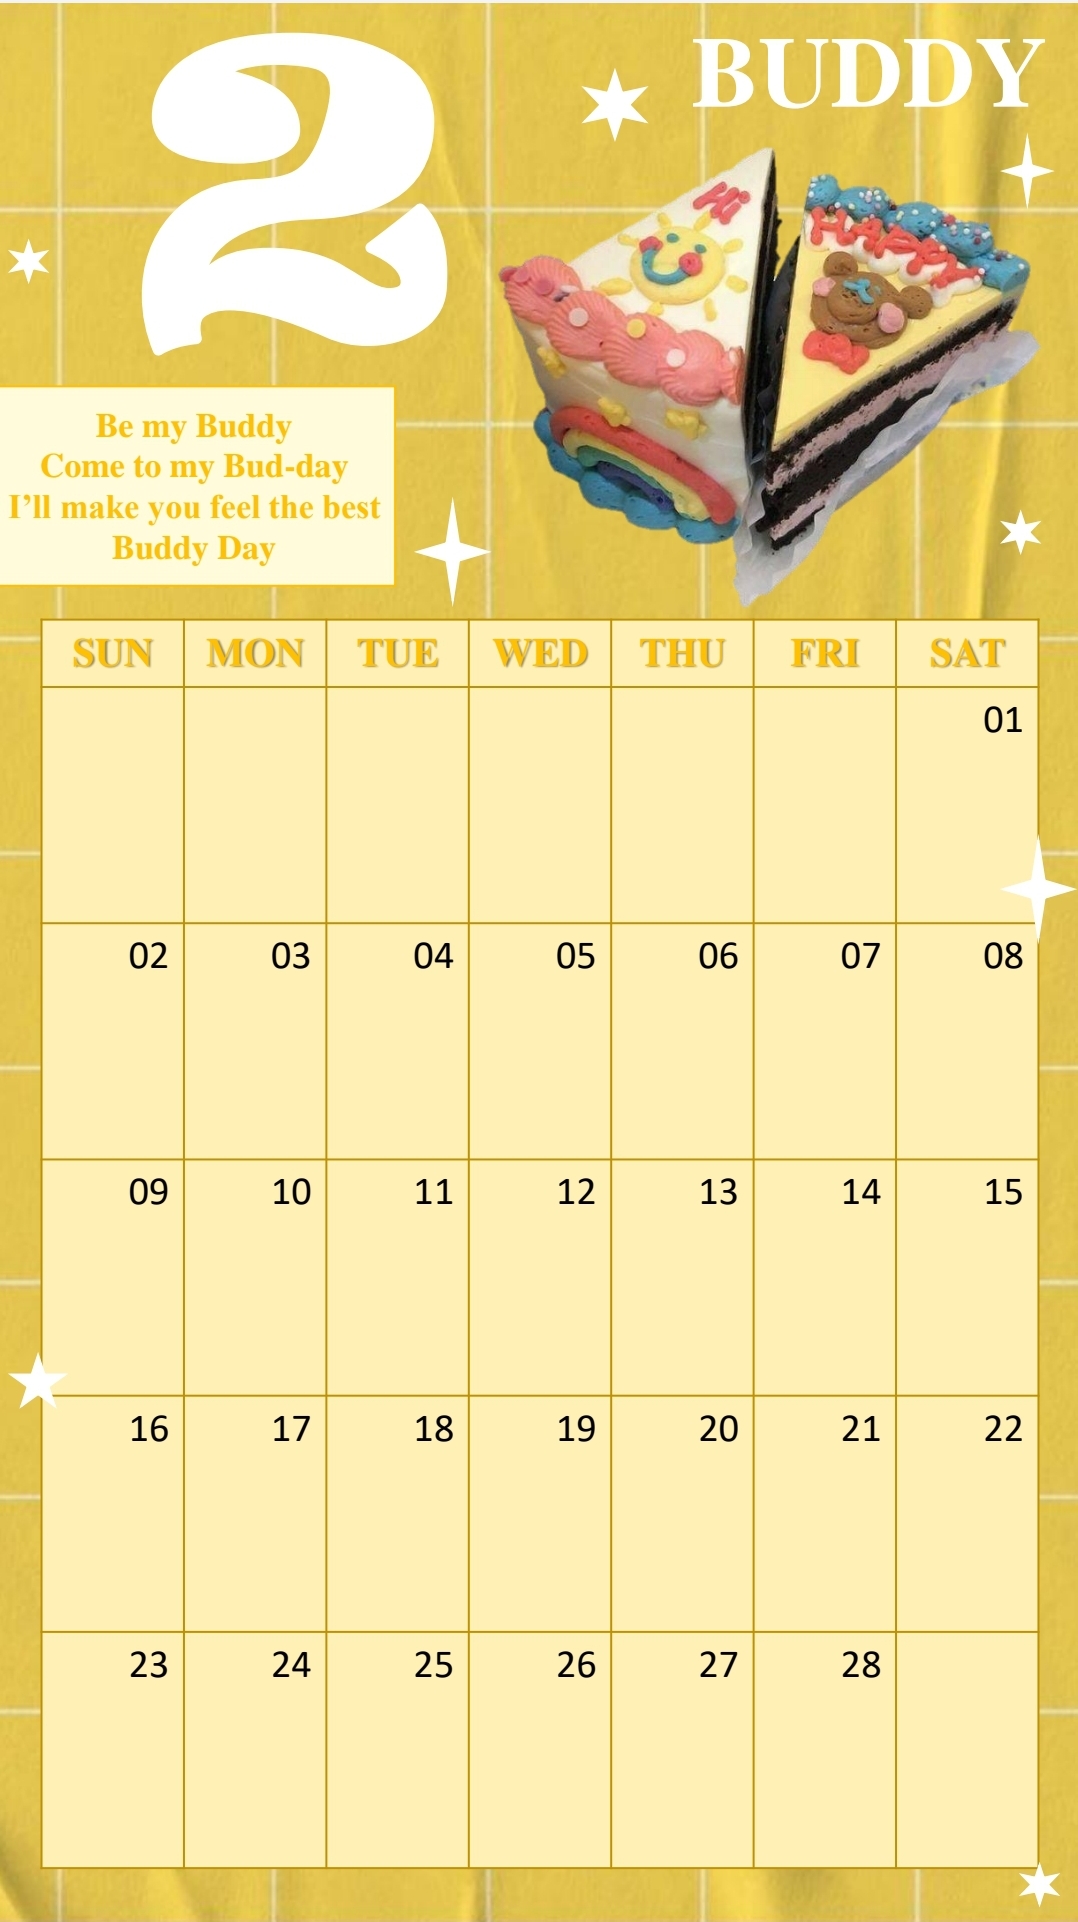 2
BUDDY
Hi
HAPPY
Be my Buddy
Come to my Bud-day
I’ll make you feel the best
Buddy Day
SUN MON TUE WED THU FRI SAT
01
02 03 04 05 06 07 08
09 10 11 12 13 14 15
16 17 18 19 20 21 22
23 24 25 26 27 28